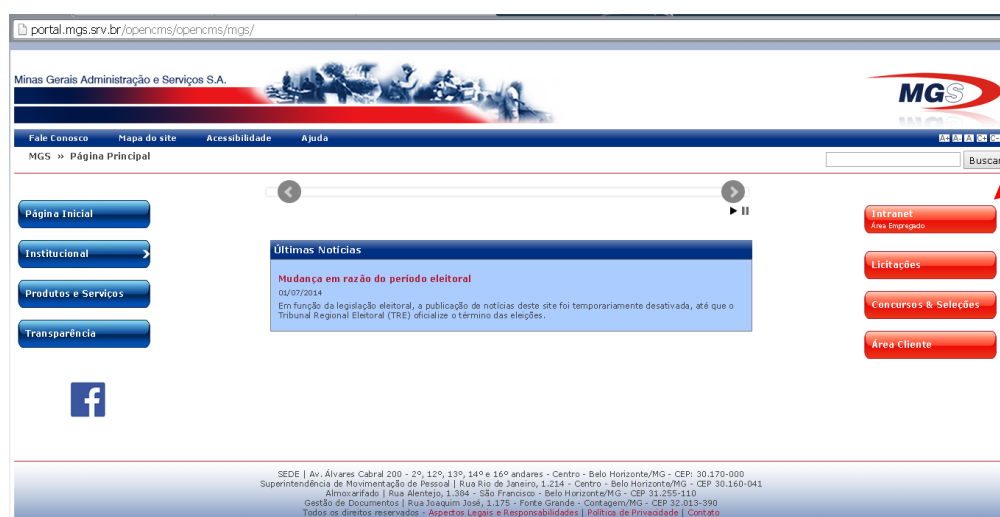 portal.mgs.srv.br/opencms/opencms/mgs/
Minas Gerais Administração e Serviços S.A.
MGS
Fale Conosco Mapa do site Acessibilidade Ajuda
A+ A- A C+ C-
MGS » Página Principal
Buscar
Página Inicial
Institucional
Produtos e Serviços
Transparência
Últimas Notícias
Mudança em razão do período eleitoral
01/07/2014
Em função da legislação eleitoral, a publicação de notícias deste site foi temporariamente desativada, até que o
Tribunal Regional Eleitoral (TRE) oficialize o término das eleições.
Intranet
Área Empregado
Licitações
Concursos & Seleções
Área Cliente
SEDE | Av. Álvares Cabral 200 - 2º, 12º, 13º, 14º e 16º andares - Centro - Belo Horizonte/MG - CEP: 30.170-000
Superintendência de Movimentação de Pessoal | Rua Rio de Janeiro, 1.214 - Centro - Belo Horizonte/MG - CEP 30.160-041
Almoxarifado | Rua Alentejo, 1.384 - São Francisco - Belo Horizonte/MG - CEP 31.255-110
Gestão de Documentos | Rua Joaquim José, 1.175 - Fonte Grande - Contagem/MG - CEP 32.013-390
Todos os direitos reservados - Aspectos Legais e Responsabilidades | Política de Privacidade | Contato